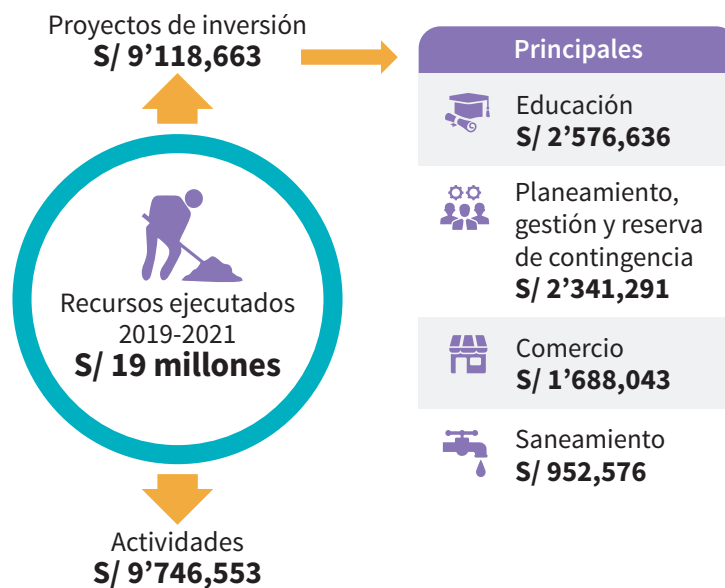 Proyectos de inversión
S/ 9’118,663
Recursos ejecutados
2019-2021
S/ 19 millones
Actividades
S/ 9’746,553
Principales
Educación
S/ 2’576,636
Planeamiento,
gestión y reserva
de contingencia
S/ 2’341,291
Comercio
S/ 1’688,043
Saneamiento
S/ 952,576